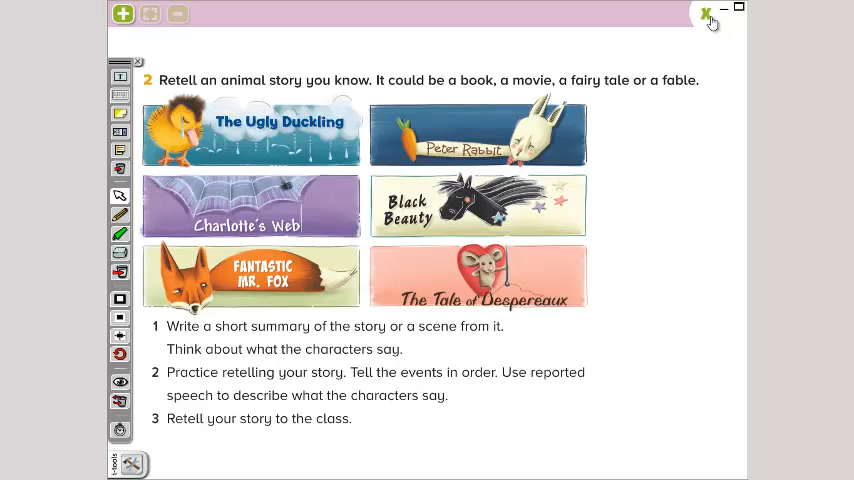 2 Retell an animal story you know. It could be a book, a movie, a fairy tale or a fable.
The Ugly Duckling
Peter Rabbit
Charlotte's Web
Black
Beauty
FANTASTIC
MR. FOX
The Tale of Despereaux
1 Write a short summary of the story or a scene from it.
Think about what the characters say.
2 Practice retelling your story. Tell the events in order. Use reported
speech to describe what the characters say.
3 Retell your story to the class.
i-tools